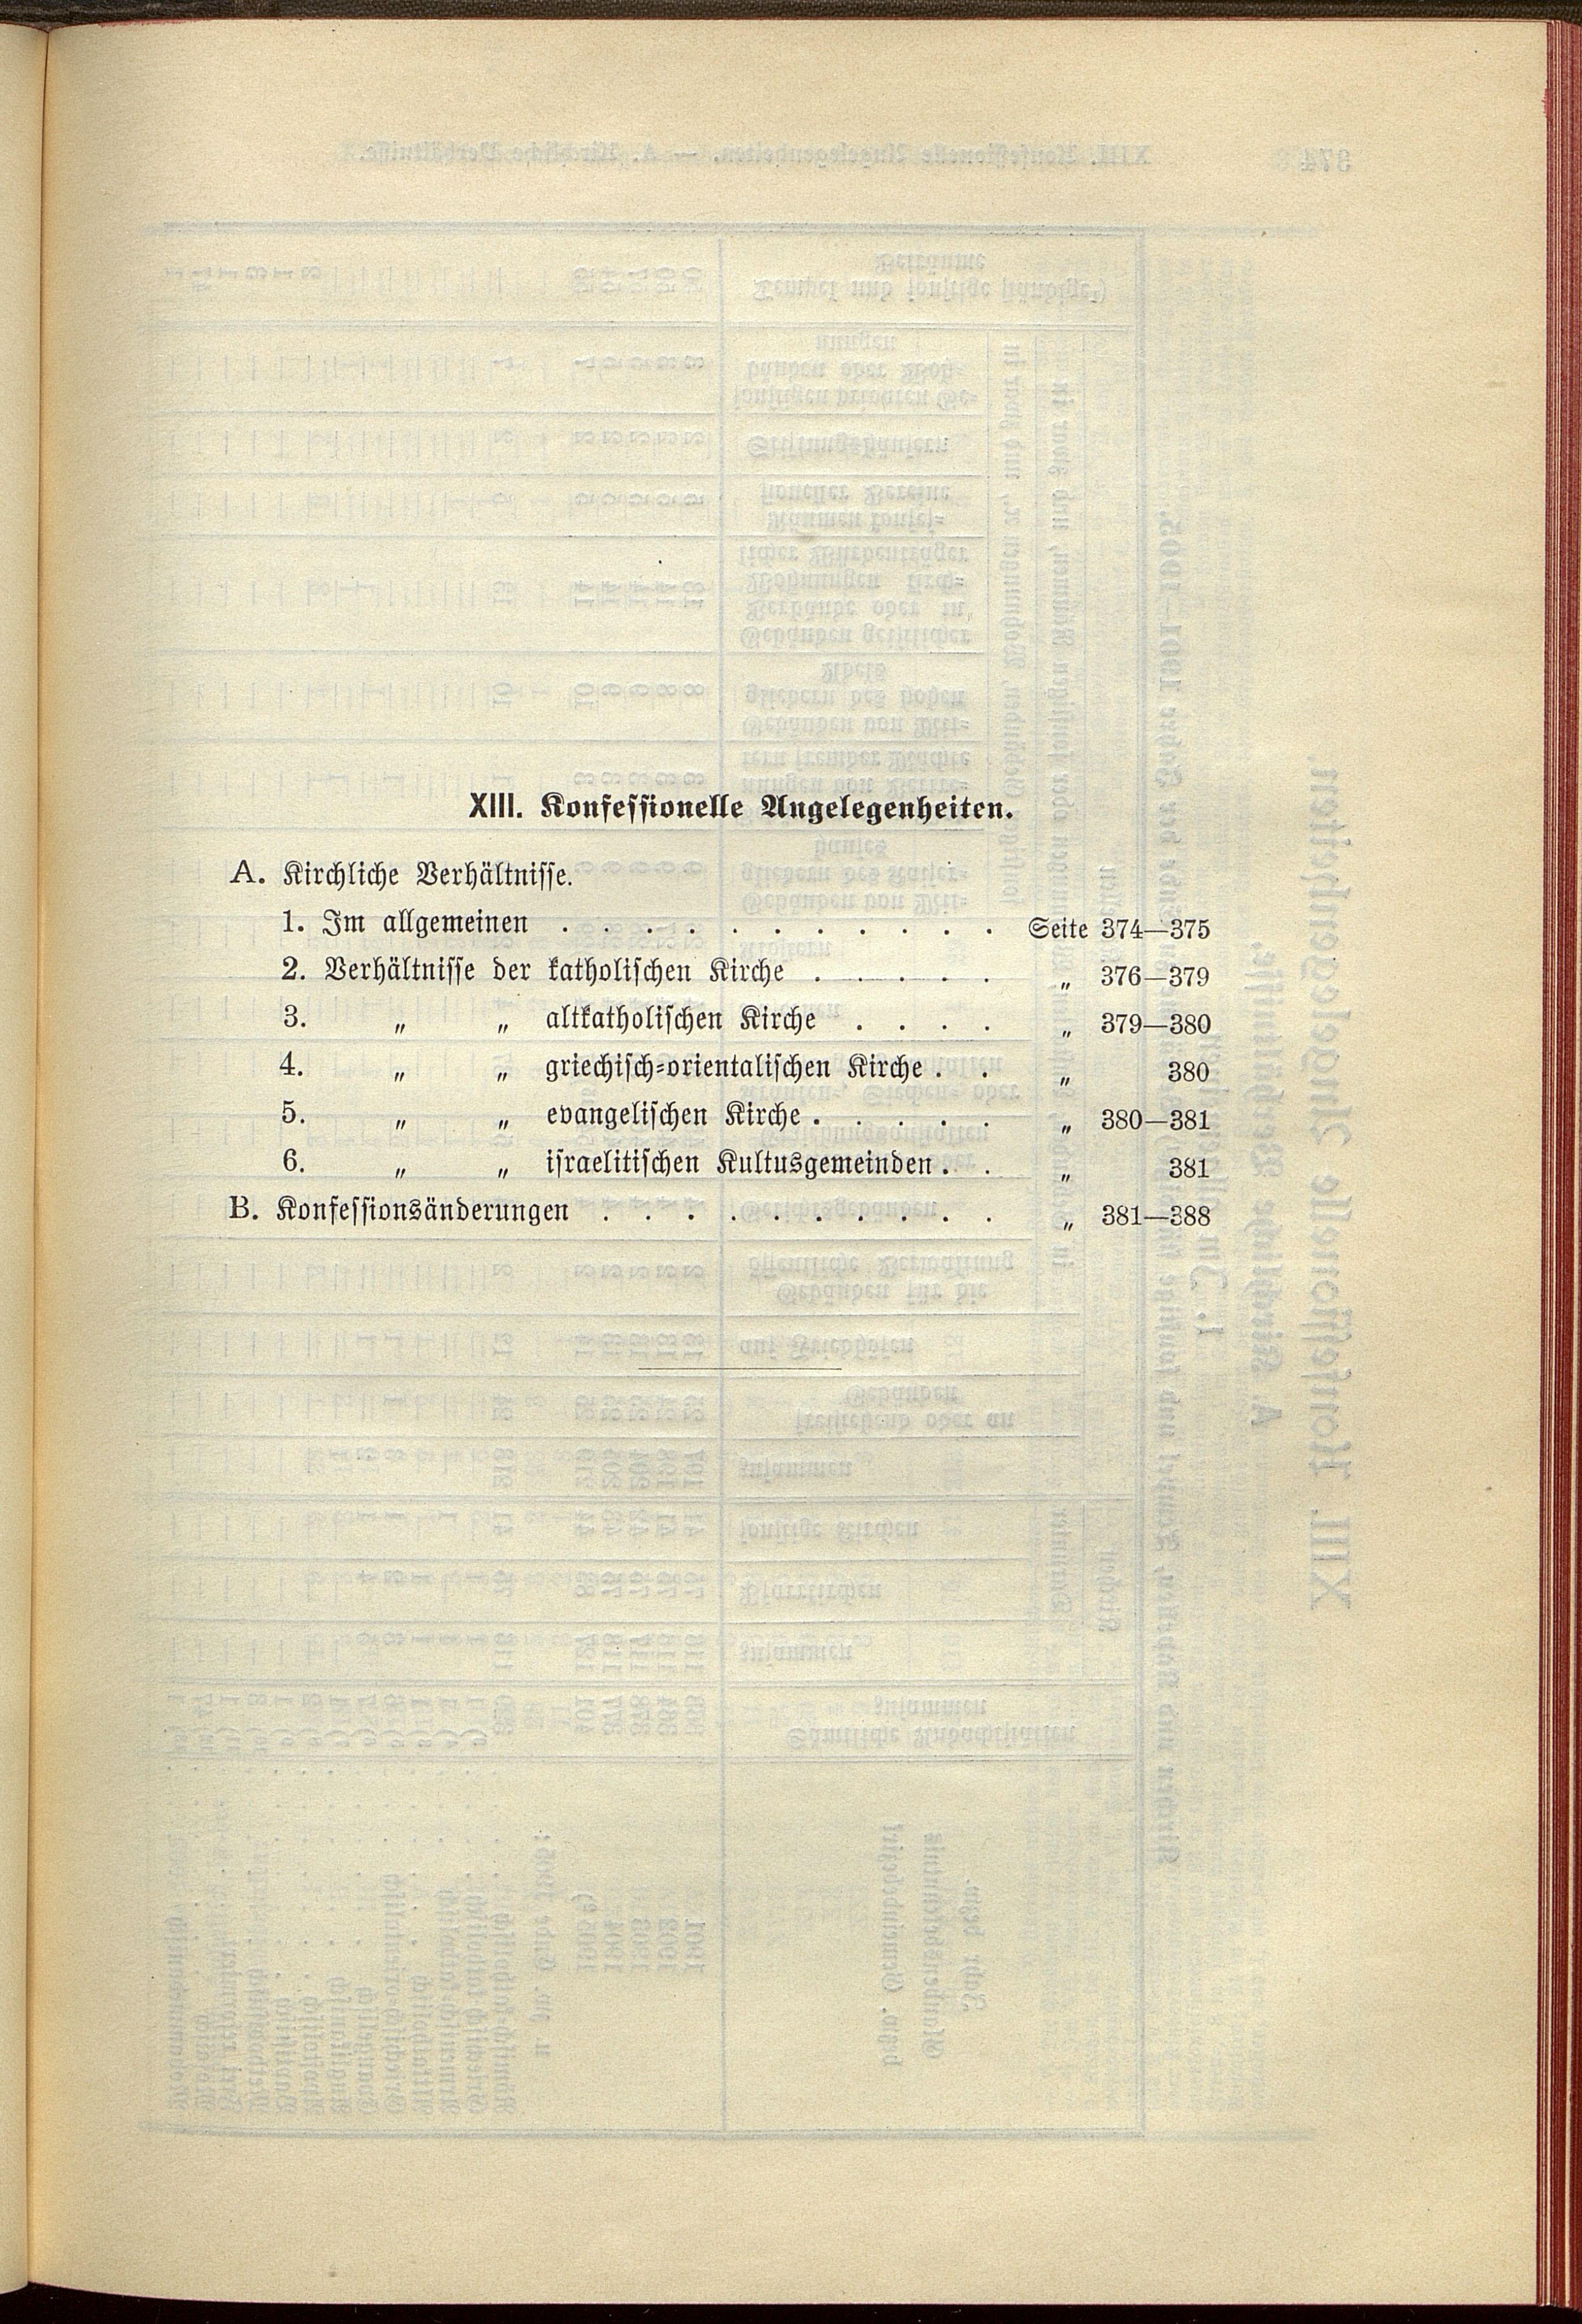 XIII. Konfessionelle Angelegenheiten.
A. Kirchliche Verhältnisse.
1. Im allgemeinen . . . . . . . . . . . Seite 374—375
2. Verhältnisse der katholischen Kirche . . . . . „ 376—379
3. „ „ altkatholischen Kirche . . . . „ 379—380
4. „ „ griechisch=orientalischen Kirche . . „ 380
5. „ „ evangelischen Kirche . . . . . „ 380—381
6. „ „ israelitischen Kultusgemeinden . . „ 381
B. Konfessionsänderungen . . . . . . . . . . „ 381—388